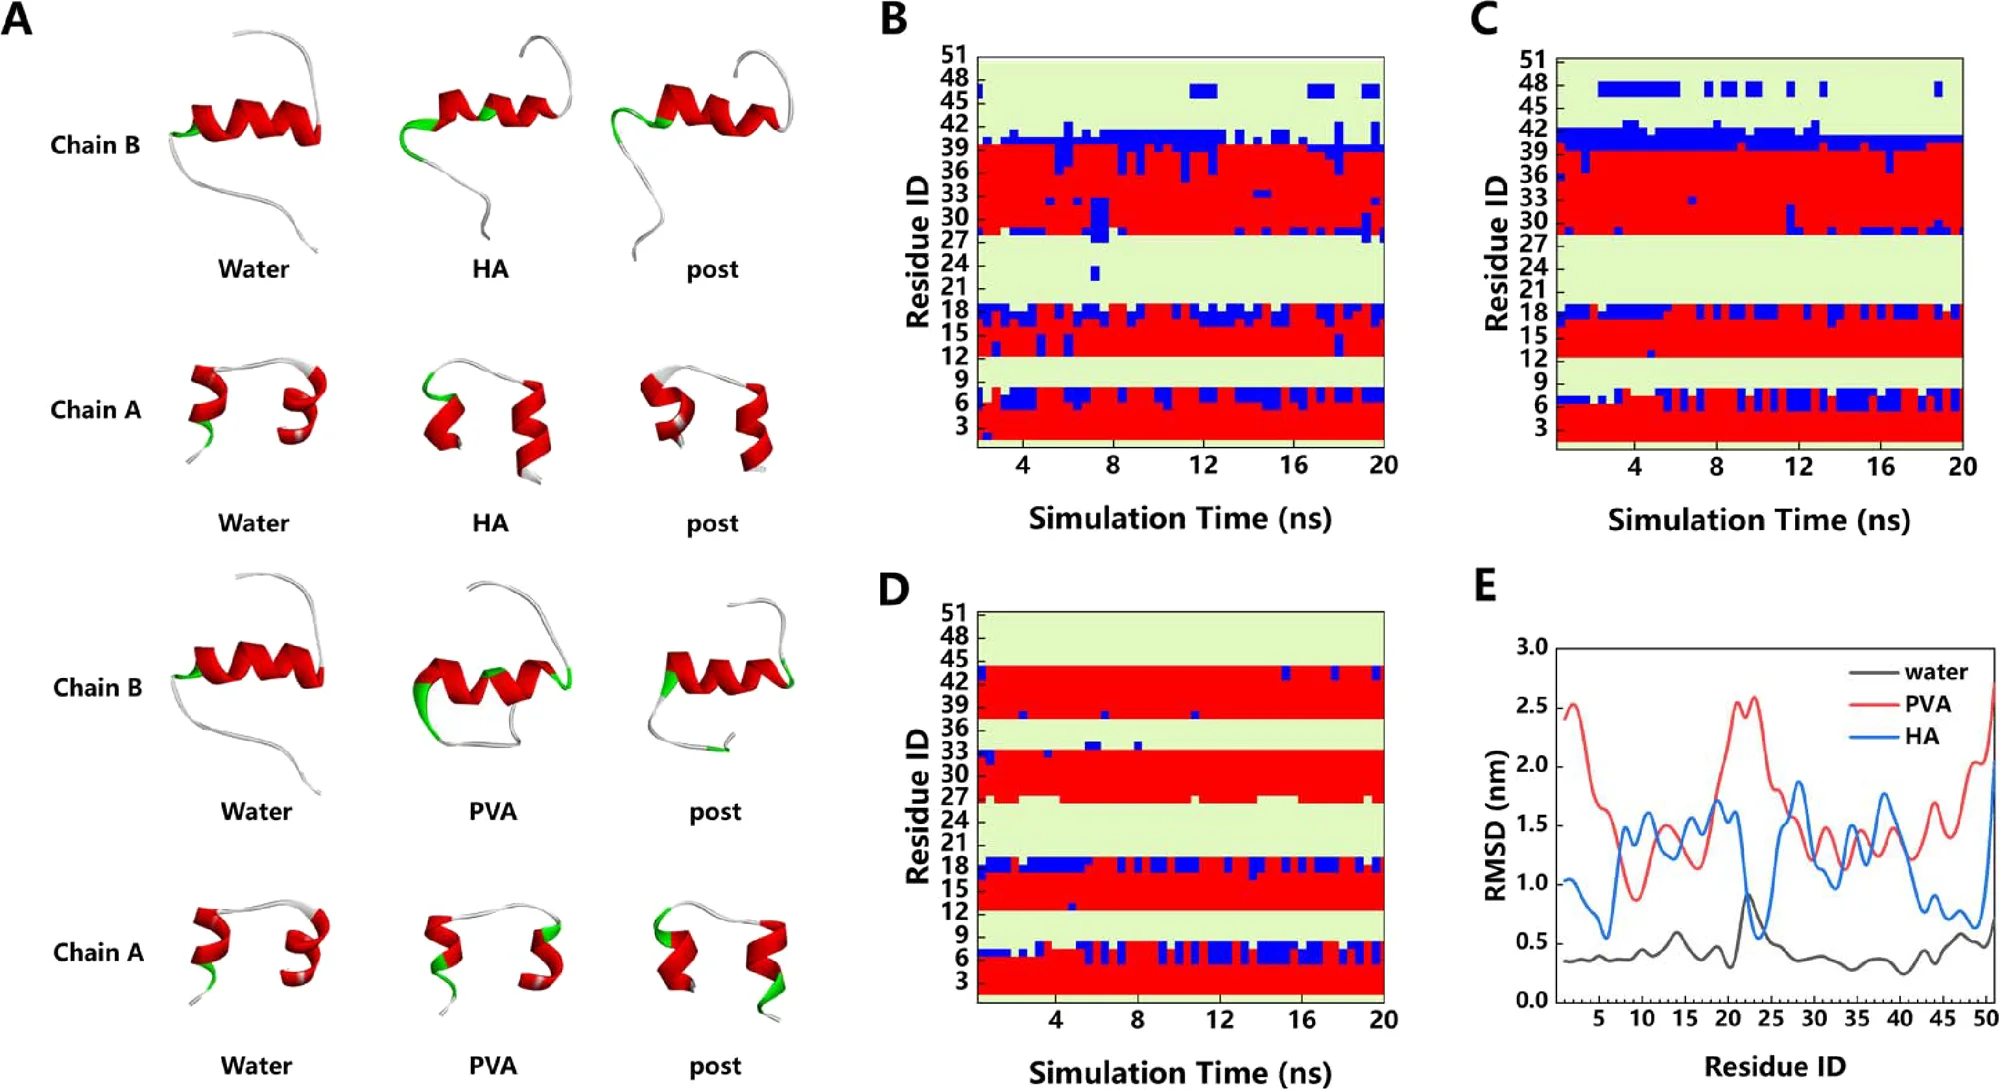 A
Chain B
Water HA post
Chain A
Water HA post
Chain B
Water PVA post
Chain A
Water PVA post
B
Residue ID
51
48
45
42
39
36
33
30
27
24
21
18
15
12
9
6
3
4 8 12 16 20
Simulation Time (ns)
C
Residue ID
51
48
45
42
39
36
33
30
27
24
21
18
15
12
9
6
3
4 8 12 16 20
Simulation Time (ns)
D
Residue ID
51
48
45
42
39
36
33
30
27
24
21
18
15
12
9
6
3
4 8 12 16 20
Simulation Time (ns)
E
RMSD (nm)
3.0
2.5
2.0
1.5
1.0
0.5
0.0
water
PVA
HA
5 10 15 20 25 30 35 40 45 50
Residue ID